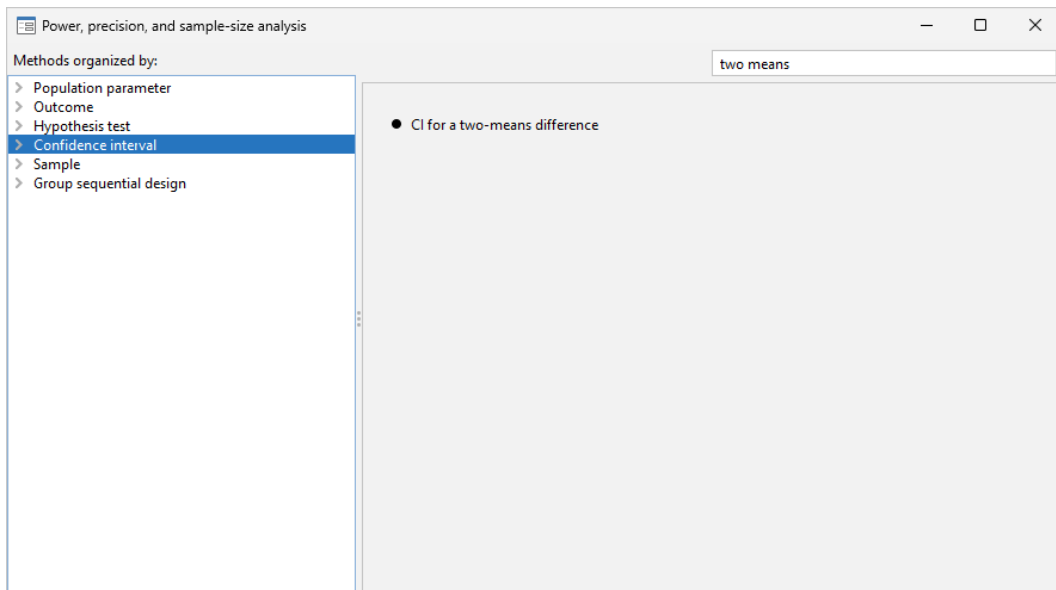 Power, precision, and sample-size analysis
Methods organized by:
two means
Population parameter
Outcome
Hypothesis test
Confidence interval
Sample
Group sequential design
CI for a two-means difference